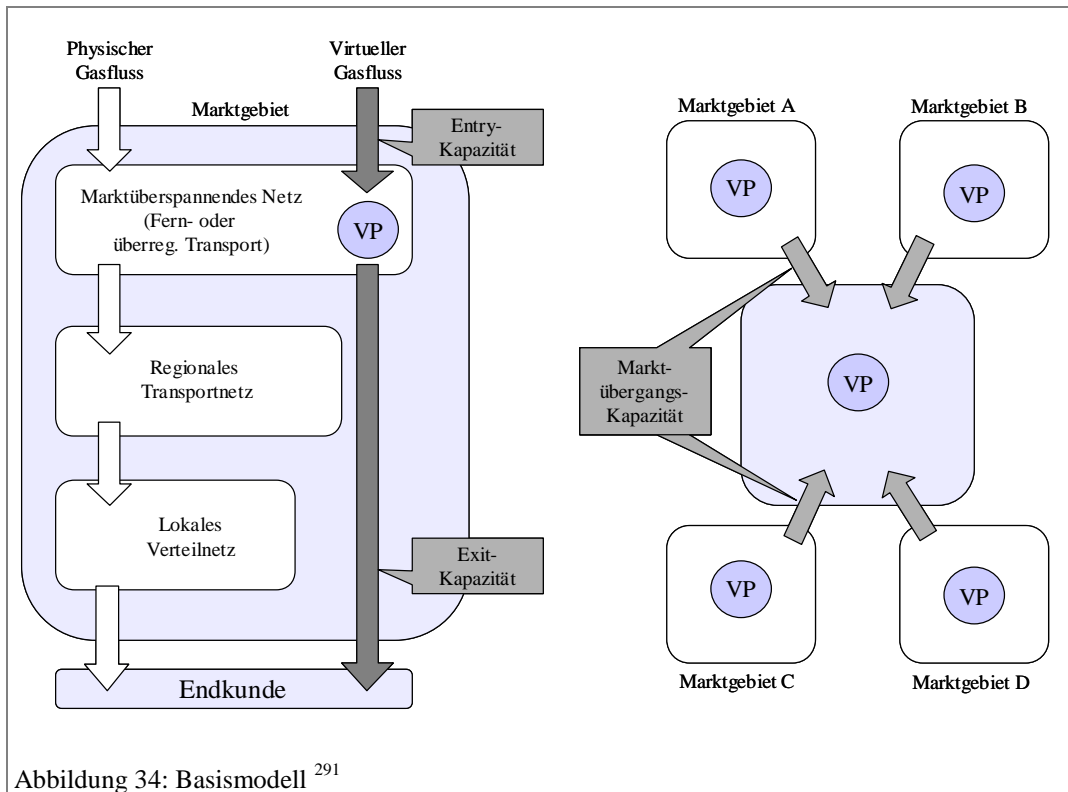 Physischer
Gasfluss
Virtueller
Gasfluss
Marktgebiet
Entry-
Kapazität
Marktüberspannendes Netz
(Fern- oder
überreg. Transport)
VP
Regionales
Transportnetz
Lokales
Verteilnetz
Exit-
Kapazität
Endkunde
Marktgebiet A
Marktgebiet B
VP
VP
Markt-
übergangs-
Kapazität
VP
VP
VP
Marktgebiet C
Marktgebiet D
Abbildung 34: Basismodell 291